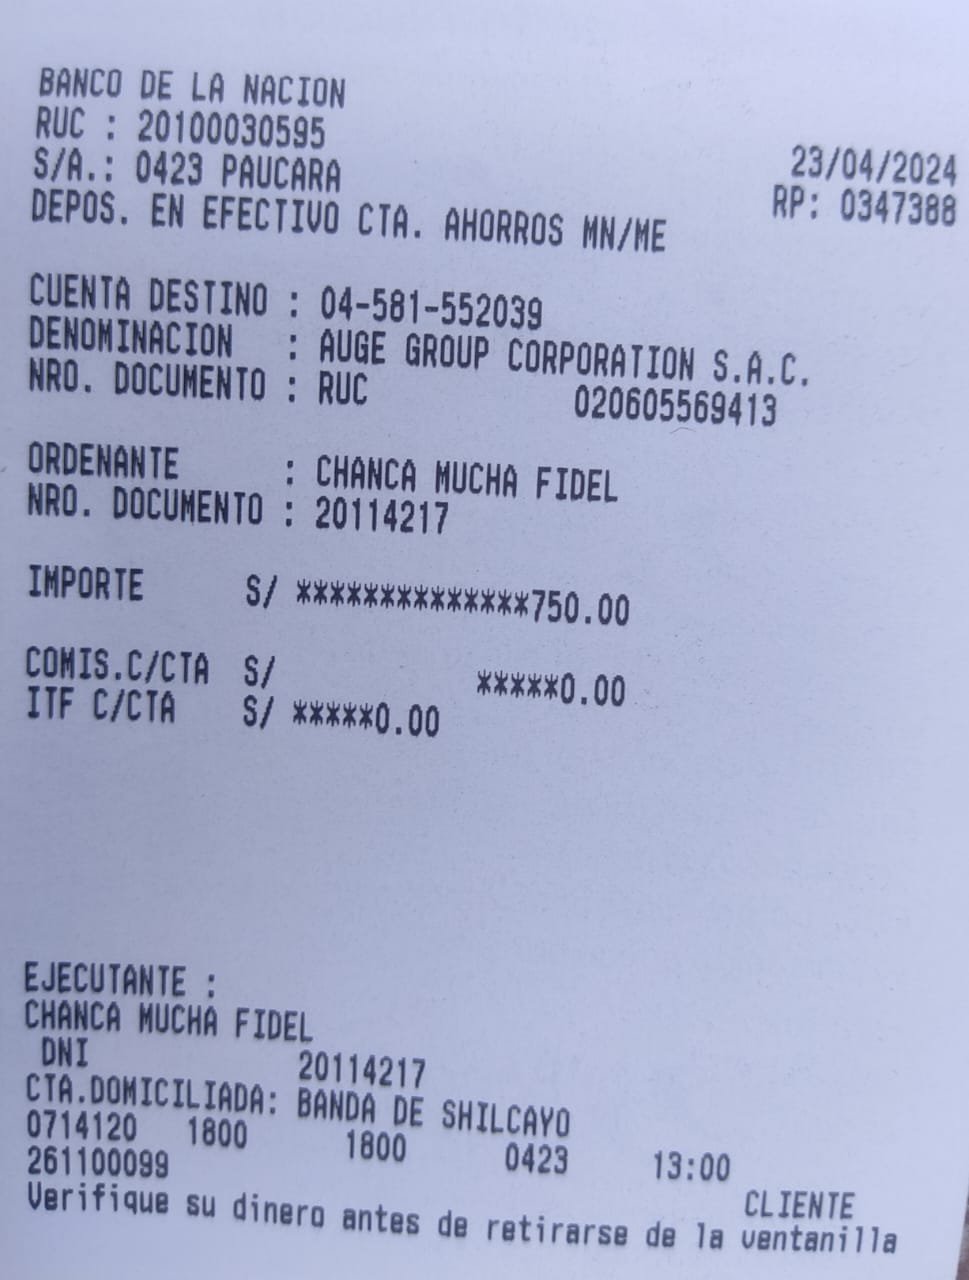 BANCO DE LA NACION
RUC : 20100030595
S/A.: 0423 PAUCARA 23/04/2024
DEPOS. EN EFECTIVO CTA. AHORROS MN/ME RP: 0347388
CUENTA DESTINO : 04-581-552039
DENOMINACION : AUGE GROUP CORPORATION S.A.C.
NRO. DOCUMENTO : RUC 020605569413
ORDENANTE : CHANCA MUCHA FIDEL
NRO. DOCUMENTO : 20114217
IMPORTE S/ **************750.00
COMIS.C/CTA S/ *****0.00
ITF C/CTA S/ *****0.00
EJECUTANTE :
CHANCA MUCHA FIDEL
DNI 20114217
CTA.DOMICILIADA: BANDA DE SHILCAYO
0714120 1800 1800 0423 13:00
261100099 CLIENTE
Verifique su dinero antes de retirarse de la ventanilla